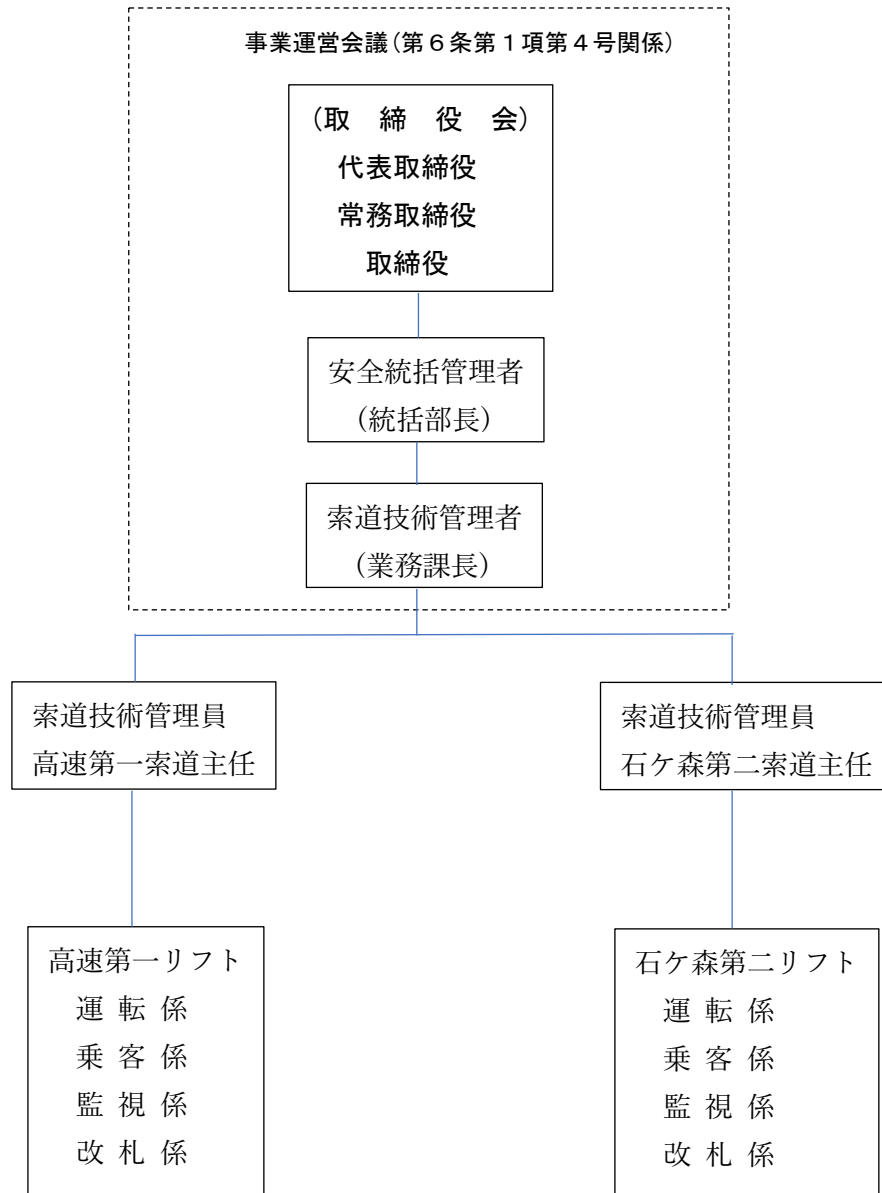 事業運営会議(第６条第１項第４号関係)
(取　締　役　会)
代表取締役
常務取締役
取締役
安全統括管理者
(統括部長)
索道技術管理者
(業務課長)
索道技術管理員
高速第一索道主任
索道技術管理員
石ケ森第二索道主任
高速第一リフト
運 転 係
乗 客 係
監 視 係
改 札 係
石ケ森第二リフト
運 転 係
乗 客 係
監 視 係
改 札 係